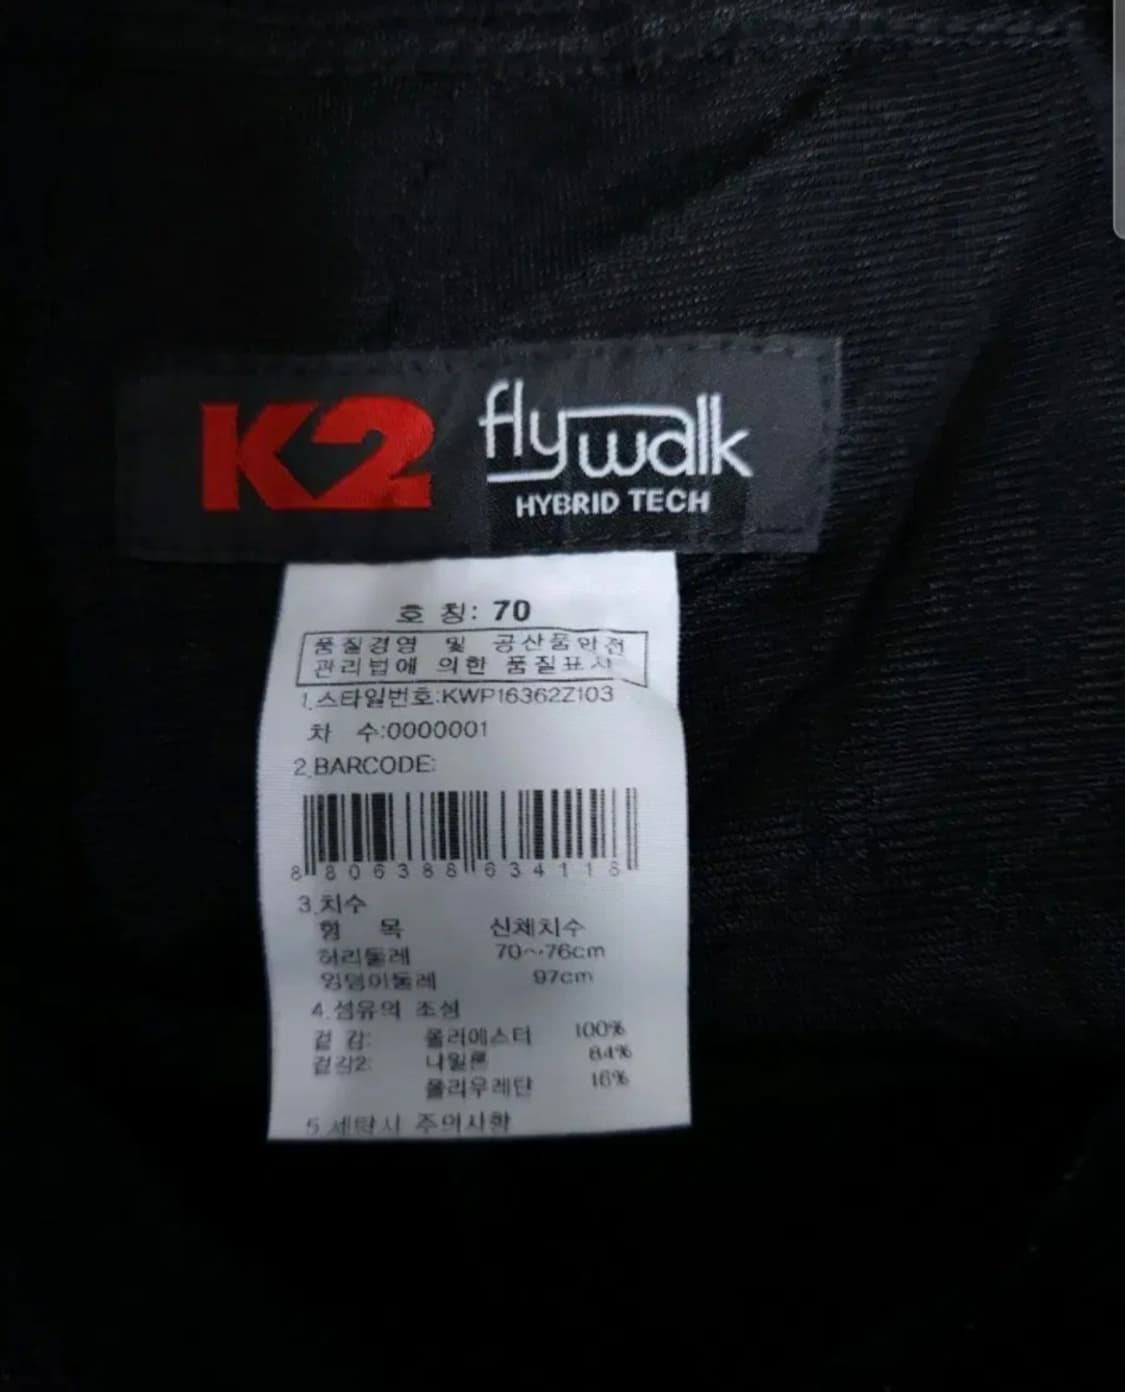 K2 flywalk
HYBRID TECH
호 칭: 70
품질경영 및 공산품안전
관리법에 의한 품질표시
1.스타일번호:KWP16362Z103
차 수:0000001
2.BARCODE:
8 806388 634118
3.치수
항 목 신체치수
허리둘레 70~76cm
엉덩이둘레 97cm
4.섬유의 조성
겉 감: 폴리에스터 100%
겉감2: 나일론 84%
폴리우레탄 16%
5.세탁시 주의사항